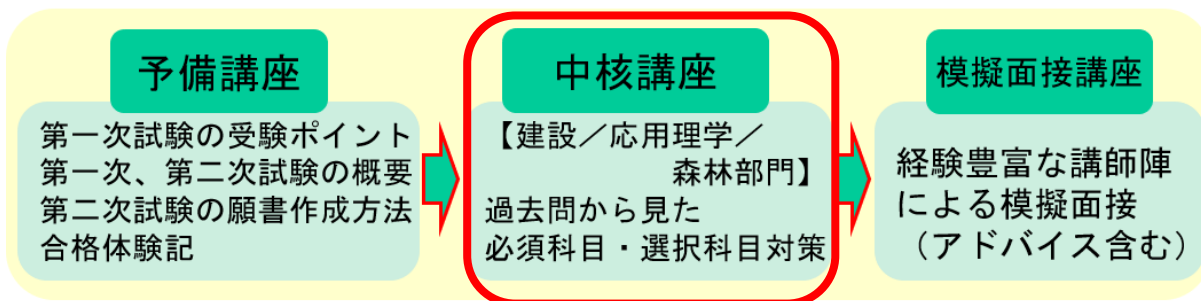 予備講座
第一次試験の受験ポイント
第一次、第二次試験の概要
第二次試験の願書作成方法
合格体験記
中核講座
【建設／応用理学／
森林部門】
過去問から見た
必須科目・選択科目対策
模擬面接講座
経験豊富な講師陣
による模擬面接
（アドバイス含む）